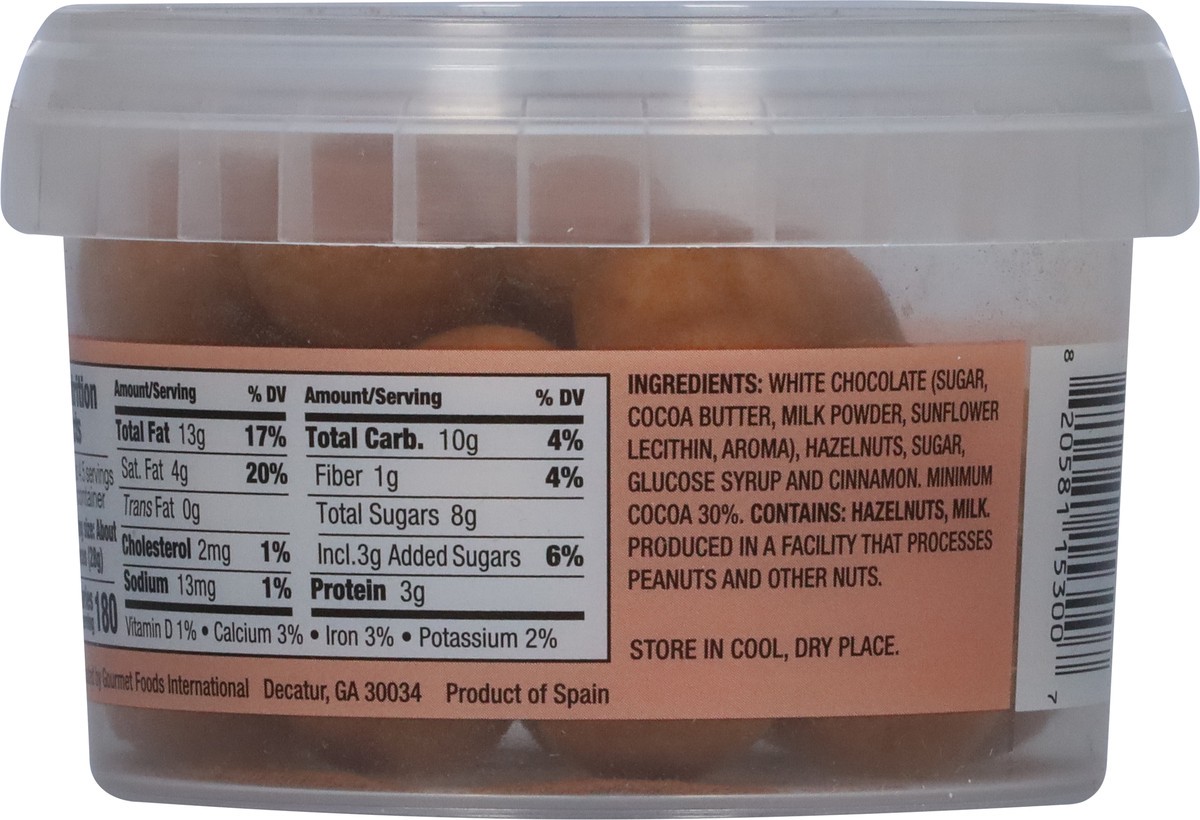 Amount/Serving % DV
Total Fat 13g 17%
Sat. Fat 4g 20%
Trans Fat 0g
Cholesterol 2mg 1%
Sodium 13mg 1%
Amount/Serving % DV
Total Carb. 10g 4%
Fiber 1g 4%
Total Sugars 8g
Incl.3g Added Sugars 6%
Protein 3g
servings
About
(28g)
180
Vitamin D 1% • Calcium 3% • Iron 3% • Potassium 2%
by Gourmet Foods International Decatur, GA 30034 Product of Spain
INGREDIENTS: WHITE CHOCOLATE (SUGAR,
COCOA BUTTER, MILK POWDER, SUNFLOWER
LECITHIN, AROMA), HAZELNUTS, SUGAR,
GLUCOSE SYRUP AND CINNAMON. MINIMUM
COCOA 30%. CONTAINS: HAZELNUTS, MILK.
PRODUCED IN A FACILITY THAT PROCESSES
PEANUTS AND OTHER NUTS.
STORE IN COOL, DRY PLACE.
8 20581 15300 7